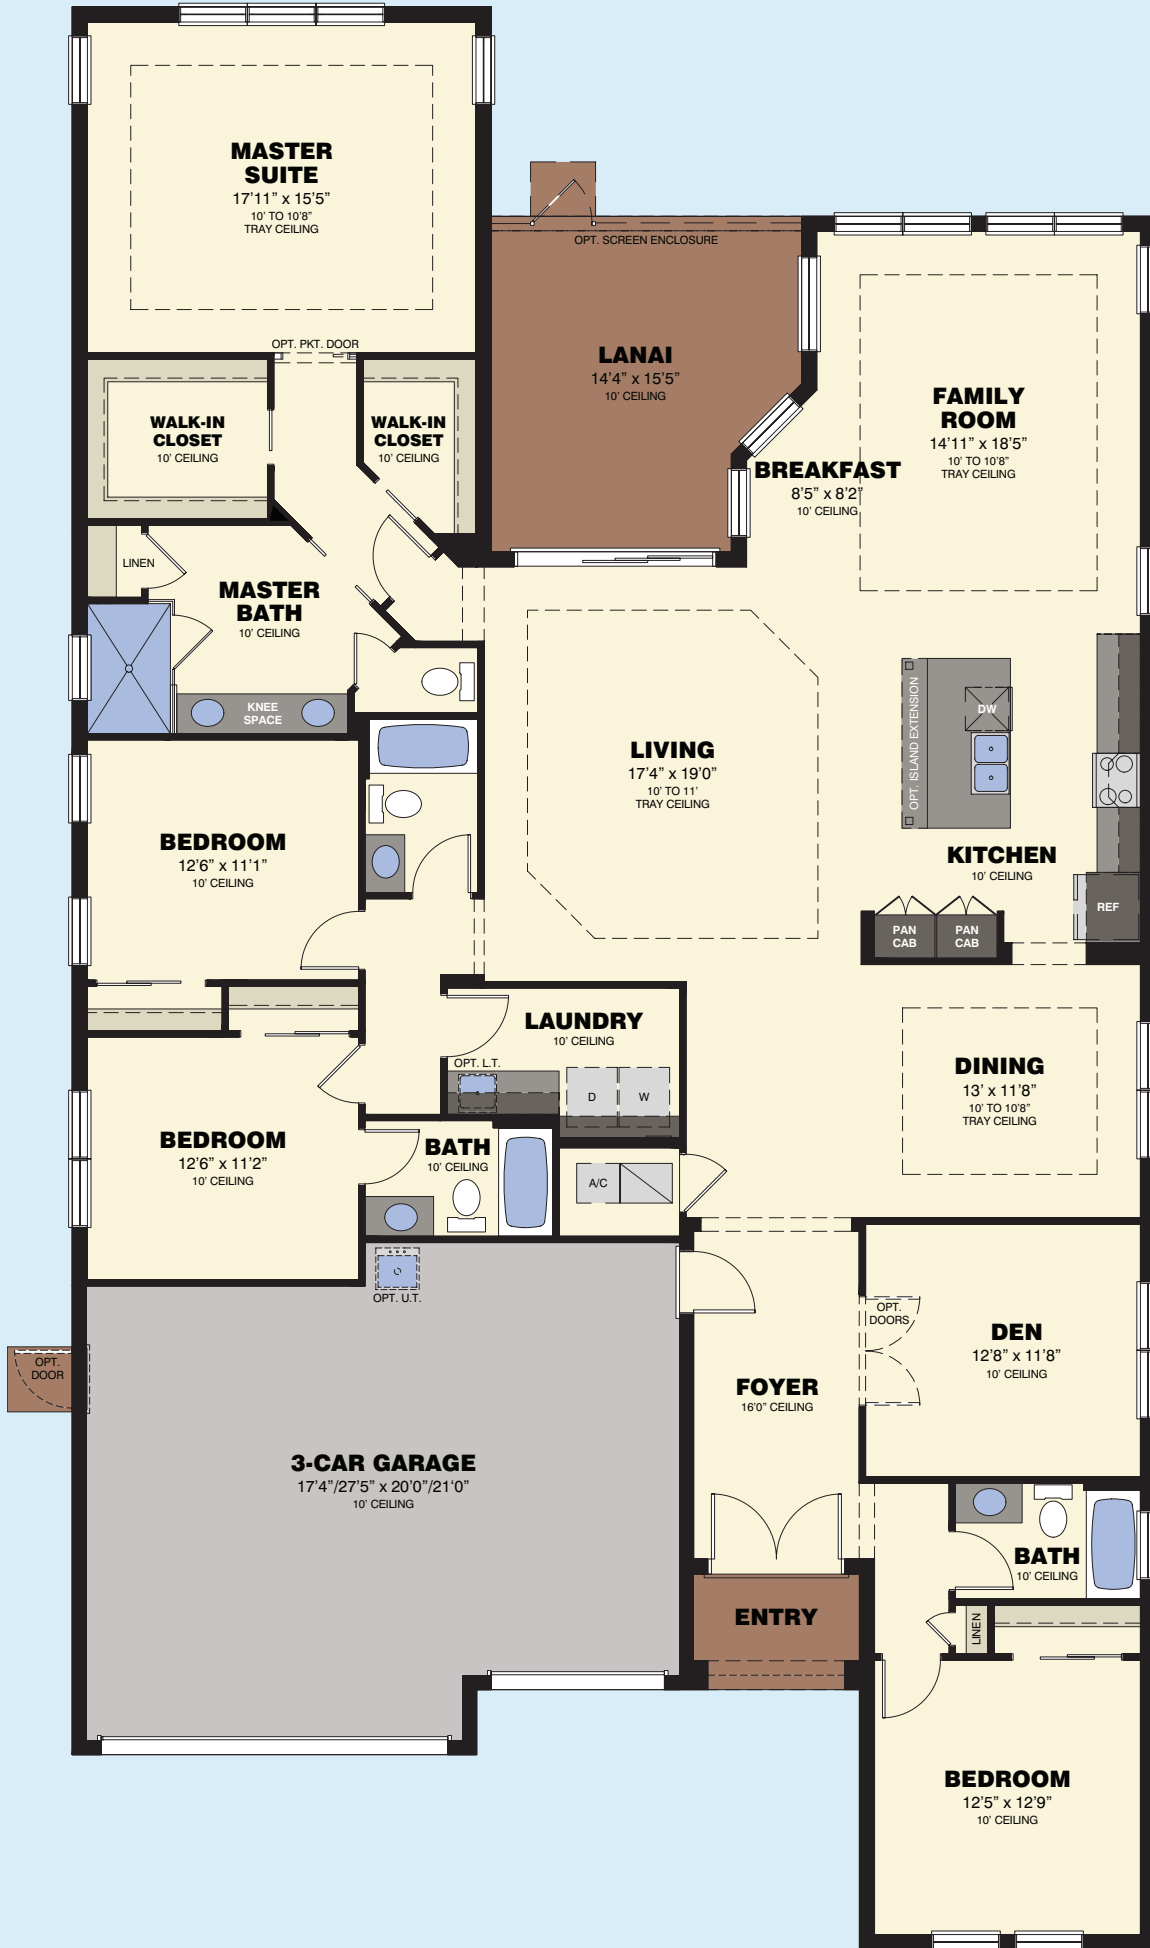 MASTER
SUITE
17'11" x 15'5"
10' TO 10'8"
TRAY CEILING
OPT. SCREEN ENCLOSURE
OPT. PKT. DOOR
LANAI
14'4" x 15'5"
10' CEILING
FAMILY
ROOM
14'11" x 18'5"
10' TO 10'8"
TRAY CEILING
WALK-IN
CLOSET
10' CEILING
WALK-IN
CLOSET
10' CEILING
BREAKFAST
8'5" x 8'2"
10' CEILING
LINEN
MASTER
BATH
10' CEILING
KNEE
SPACE
OPT. ISLAND EXTENSION
DW
LIVING
17'4" x 19'0"
10' TO 11'
TRAY CEILING
BEDROOM
12'6" x 11'1"
10' CEILING
KITCHEN
10' CEILING
REF
PAN
CAB
PAN
CAB
LAUNDRY
10' CEILING
OPT. L.T.
D
W
DINING
13' x 11'8"
10' TO 10'8"
TRAY CEILING
BEDROOM
12'6" x 11'2"
10' CEILING
BATH
10' CEILING
A/C
OPT. U.T.
OPT.
DOORS
DEN
12'8" x 11'8"
10' CEILING
OPT.
DOOR
FOYER
16'0" CEILING
3-CAR GARAGE
17'4"/27'5" x 20'0"/21'0"
10' CEILING
BATH
10' CEILING
ENTRY
LINEN
BEDROOM
12'5" x 12'9"
10' CEILING